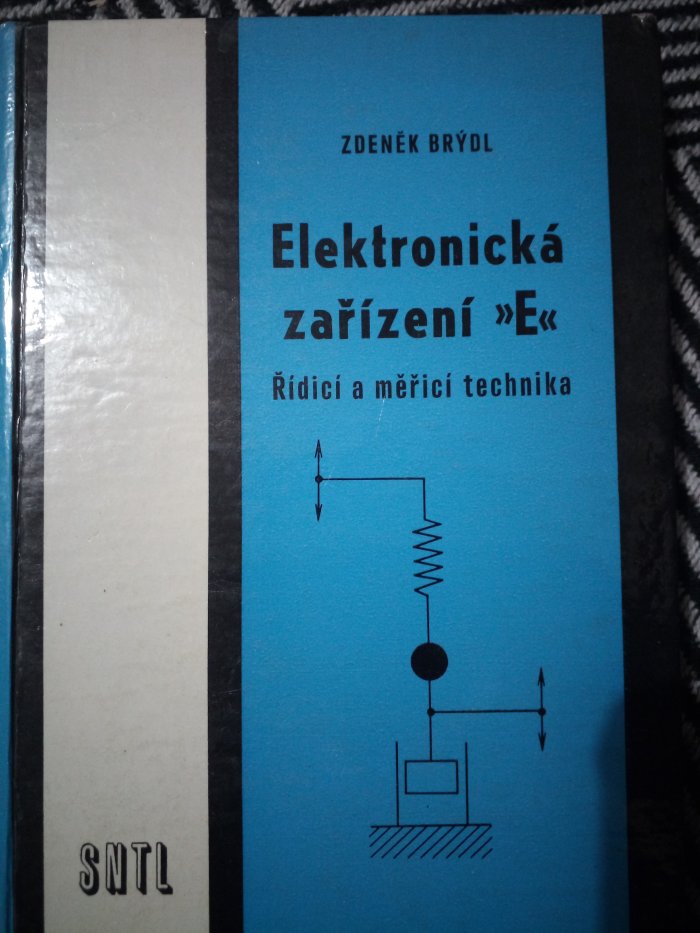 ZDENĚK BRÝDL
Elektronická
zařízení »E«
Řídicí a měřicí technika
SNTL